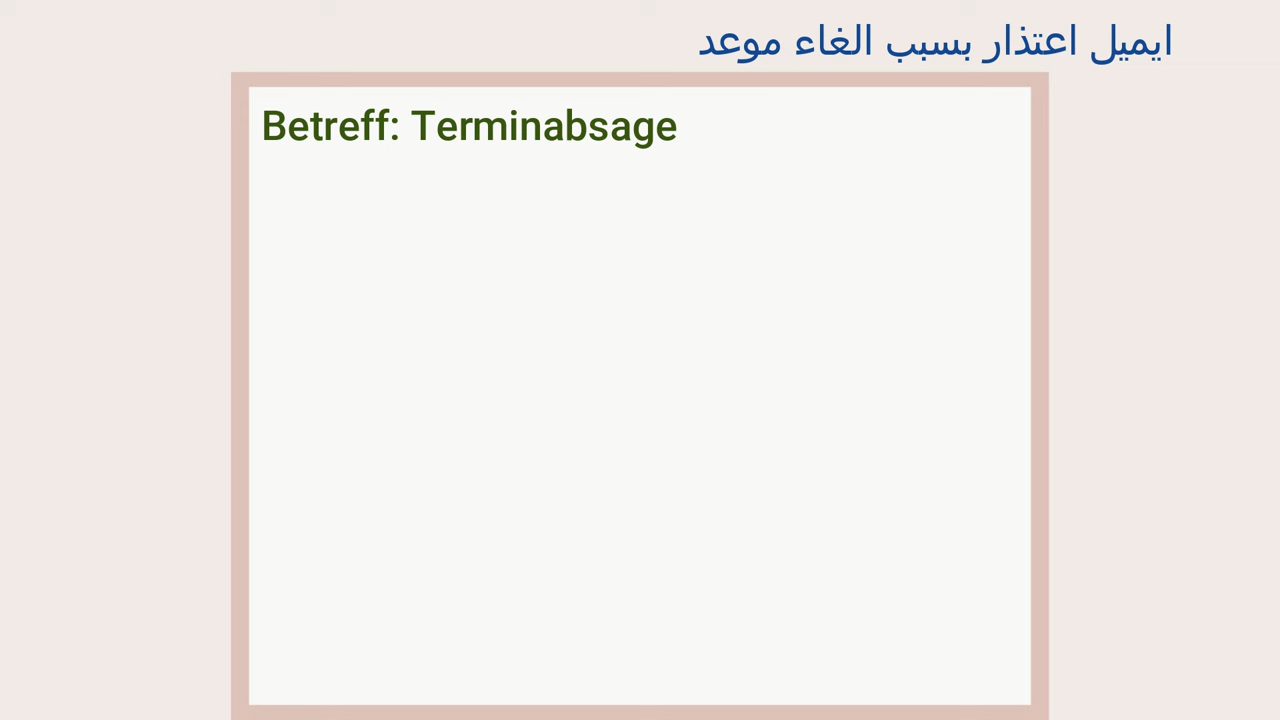 ايميل اعتذار بسبب الغاء موعد
Betreff: Terminabsage